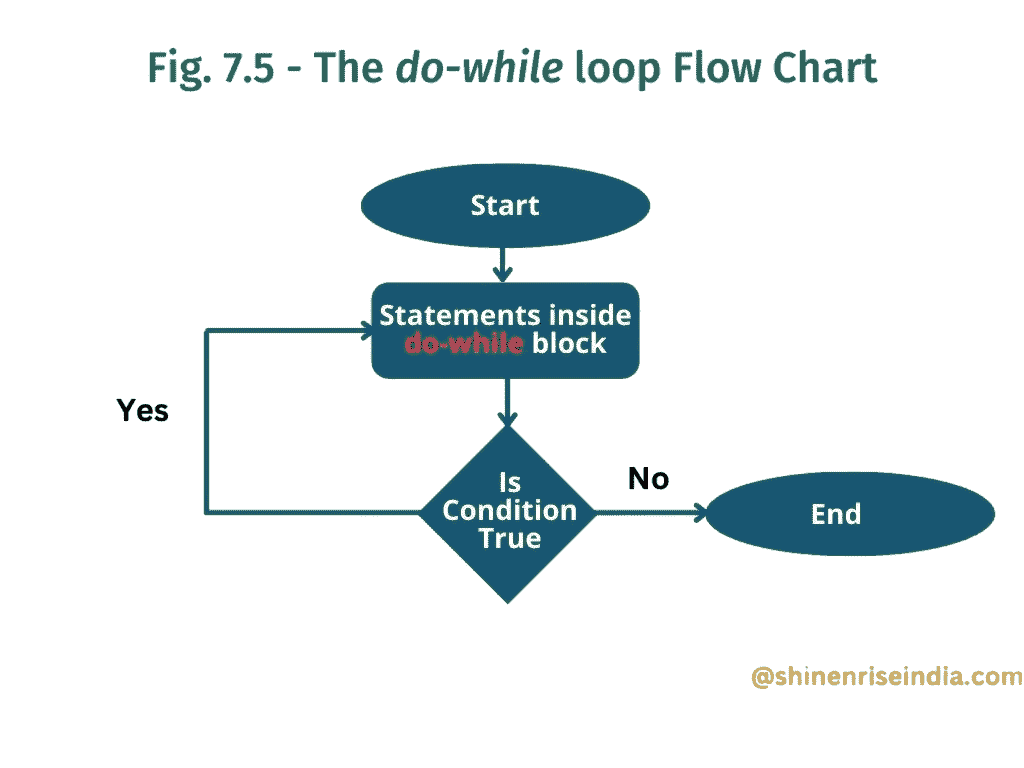 Fig. 7.5 - The do-while loop Flow Chart
Start
Statements inside
do-while block
Yes
Is
Condition
True
No
End
@shinenriseindia.com